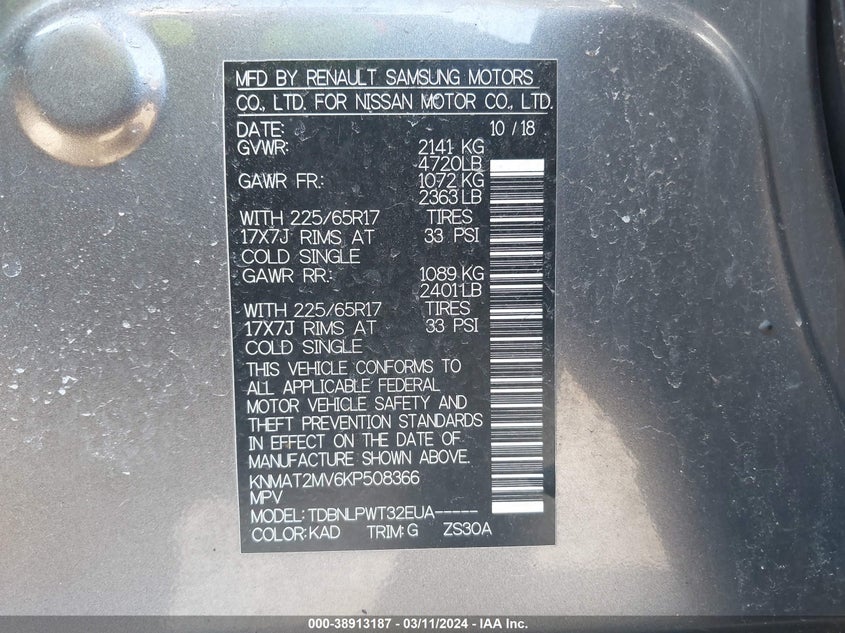 MFD BY RENAULT SAMSUNG MOTORS
CO., LTD. FOR NISSAN MOTOR CO., LTD.
DATE: 10 / 18
GVWR: 2141 KG
4720LB
GAWR FR.: 1072 KG
2363 LB
WITH 225/65R17 TIRES
17X7J RIMS AT 33 PSI
COLD SINGLE
GAWR RR.: 1089 KG
2401LB
WITH 225/65R17 TIRES
17X7J RIMS AT 33 PSI
COLD SINGLE
THIS VEHICLE CONFORMS TO
ALL APPLICABLE FEDERAL
MOTOR VEHICLE SAFETY AND
THEFT PREVENTION STANDARDS
IN EFFECT ON THE DATE OF
MANUFACTURE SHOWN ABOVE.
KNMAT2MV6KP508366
MPV
MODEL: TDBNLPWT32EUA-----
COLOR: KAD TRIM: G ZS30A
000-38913187 - 03/11/2024 - IAA Inc.